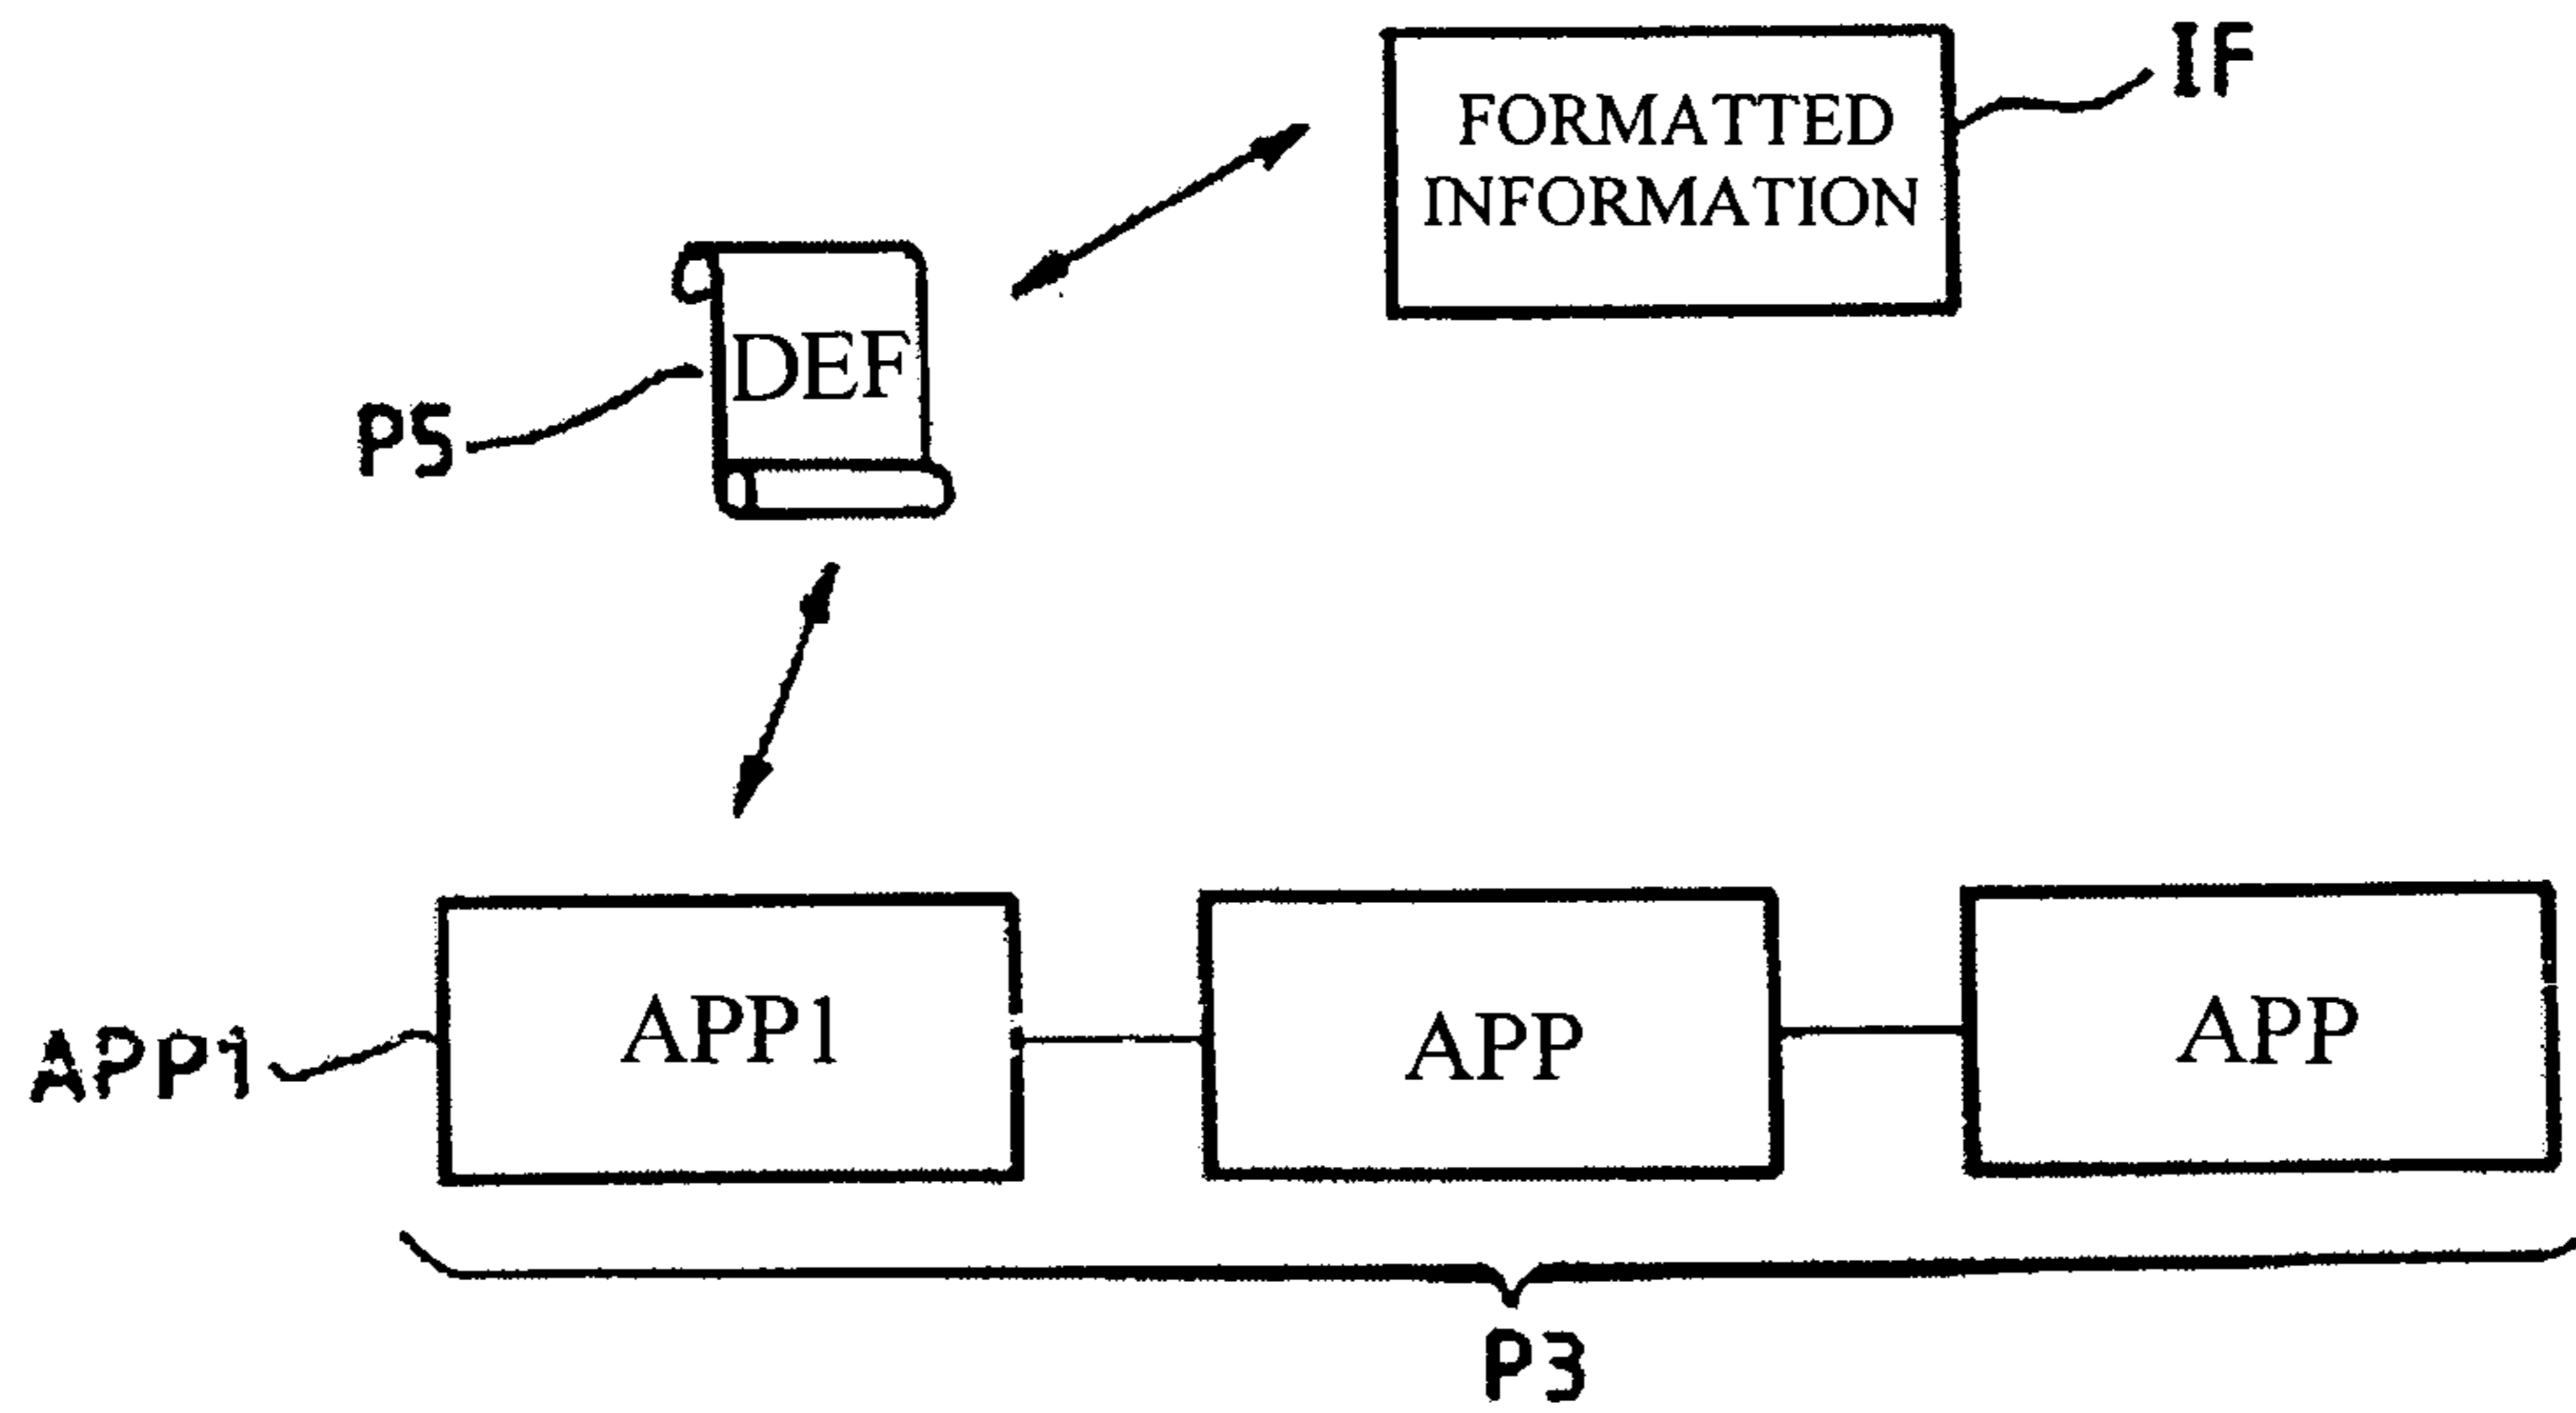 IF
FORMATTED
INFORMATION
DEF
P5
APP1
APP1
APP
APP
P3